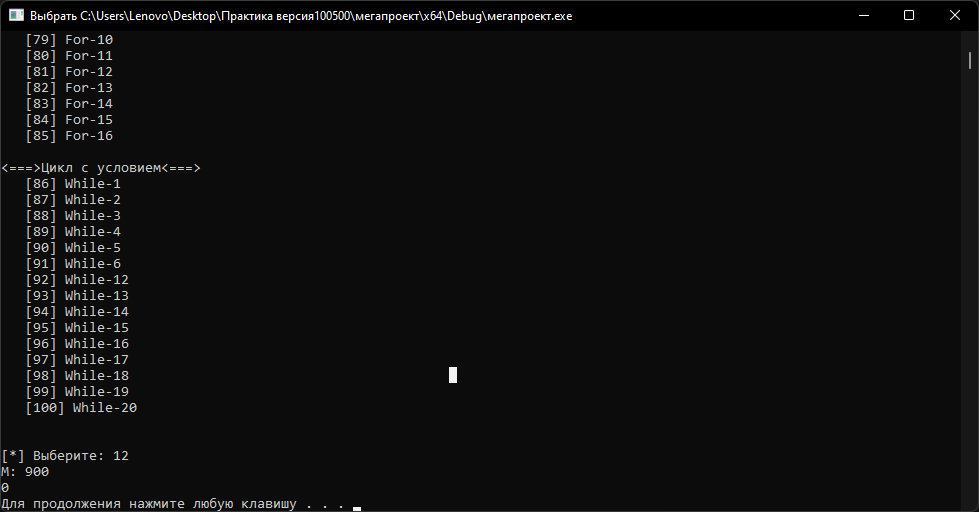 Выбрать C:\Users\Lenovo\Desktop\Практика версия100500\мегапроект\x64\Debug\мегапроект.exe
[79] For-10
[80] For-11
[81] For-12
[82] For-13
[83] For-14
[84] For-15
[85] For-16
<===>Цикл с условием<===>
[86] While-1
[87] While-2
[88] While-3
[89] While-4
[90] While-5
[91] While-6
[92] While-12
[93] While-13
[94] While-14
[95] While-15
[96] While-16
[97] While-17
[98] While-18
[99] While-19
[100] While-20
[*] Выберите: 12
M: 900
0
Для продолжения нажмите любую клавишу . . .